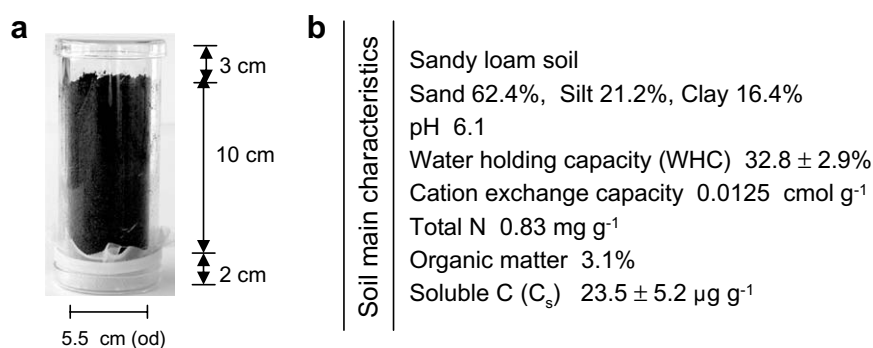 a
3 cm
10 cm
2 cm
5.5 cm (od)
b
Soil main characteristics
Sandy loam soil
Sand 62.4%, Silt 21.2%, Clay 16.4%
pH 6.1
Water holding capacity (WHC) 32.8 ± 2.9%
Cation exchange capacity 0.0125 cmol g-1
Total N 0.83 mg g-1
Organic matter 3.1%
Soluble C (Cs) 23.5 ± 5.2 µg g-1